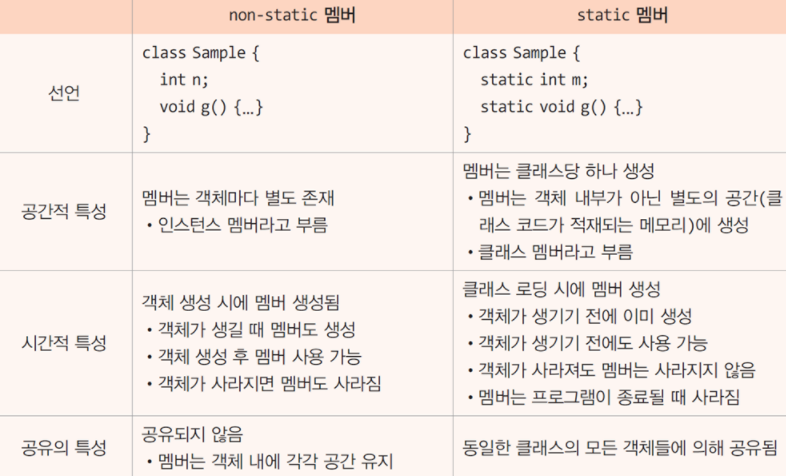 non-static 멤버
static 멤버
선언
class Sample {
int n;
void g() {…}
}
class Sample {
static int m;
static void g() {…}
}
공간적 특성
멤버는 객체마다 별도 존재
• 인스턴스 멤버라고 부름
멤버는 클래스당 하나 생성
• 멤버는 객체 내부가 아닌 별도의 공간(클
래스 코드가 적재되는 메모리)에 생성
• 클래스 멤버라고 부름
시간적 특성
객체 생성 시에 멤버 생성됨
• 객체가 생길 때 멤버도 생성
• 객체 생성 후 멤버 사용 가능
• 객체가 사라지면 멤버도 사라짐
클래스 로딩 시에 멤버 생성
• 객체가 생기기 전에 이미 생성
• 객체가 생기기 전에도 사용 가능
• 객체가 사라져도 멤버는 사라지지 않음
• 멤버는 프로그램이 종료될 때 사라짐
공유의 특성
공유되지 않음
• 멤버는 객체 내에 각각 공간 유지
동일한 클래스의 모든 객체들에 의해 공유됨